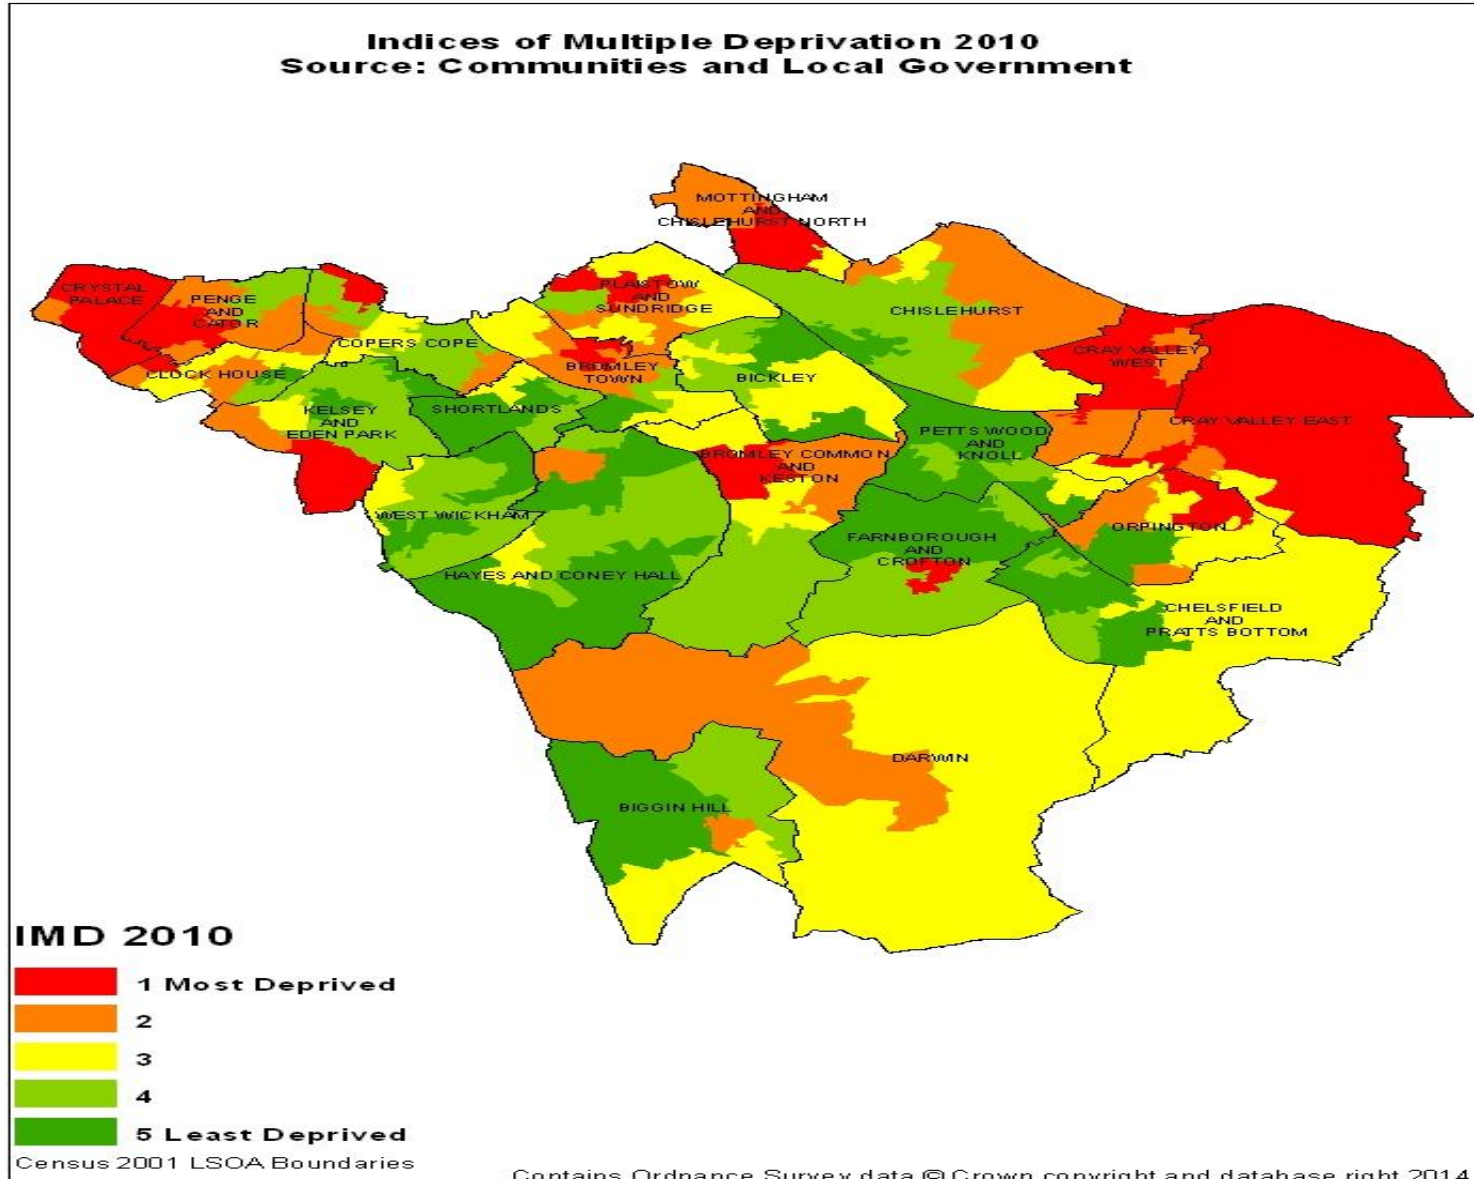 Indices of Multiple Deprivation 2010
Source: Communities and Local Government
MOTTINGHAM
AND
CHISLEHURST NORTH
CRYSTAL
PALACE
PENGE
AND
CATOR
PLAISTOW
AND
SUNDRIDGE
CHISLEHURST
COPERS COPE
CRAY VALLEY
WEST
CLOCK HOUSE
BROMLEY
TOWN
BICKLEY
KELSEY
AND
EDEN PARK
SHORTLANDS
CRAY VALLEY EAST
PETTS WOOD
AND
KNOLL
BROMLEY COMMON
AND
KESTON
WEST WICKHAM
ORPINGTON
FARNBOROUGH
AND
CROFTON
HAYES AND CONEY HALL
CHELSFIELD
AND
PRATTS BOTTOM
DARWIN
BIGGIN HILL
IMD 2010
1 Most Deprived
2
3
4
5 Least Deprived
Census 2001 LSOA Boundaries
Contains Ordnance Survey data © Crown copyright and database right 2014